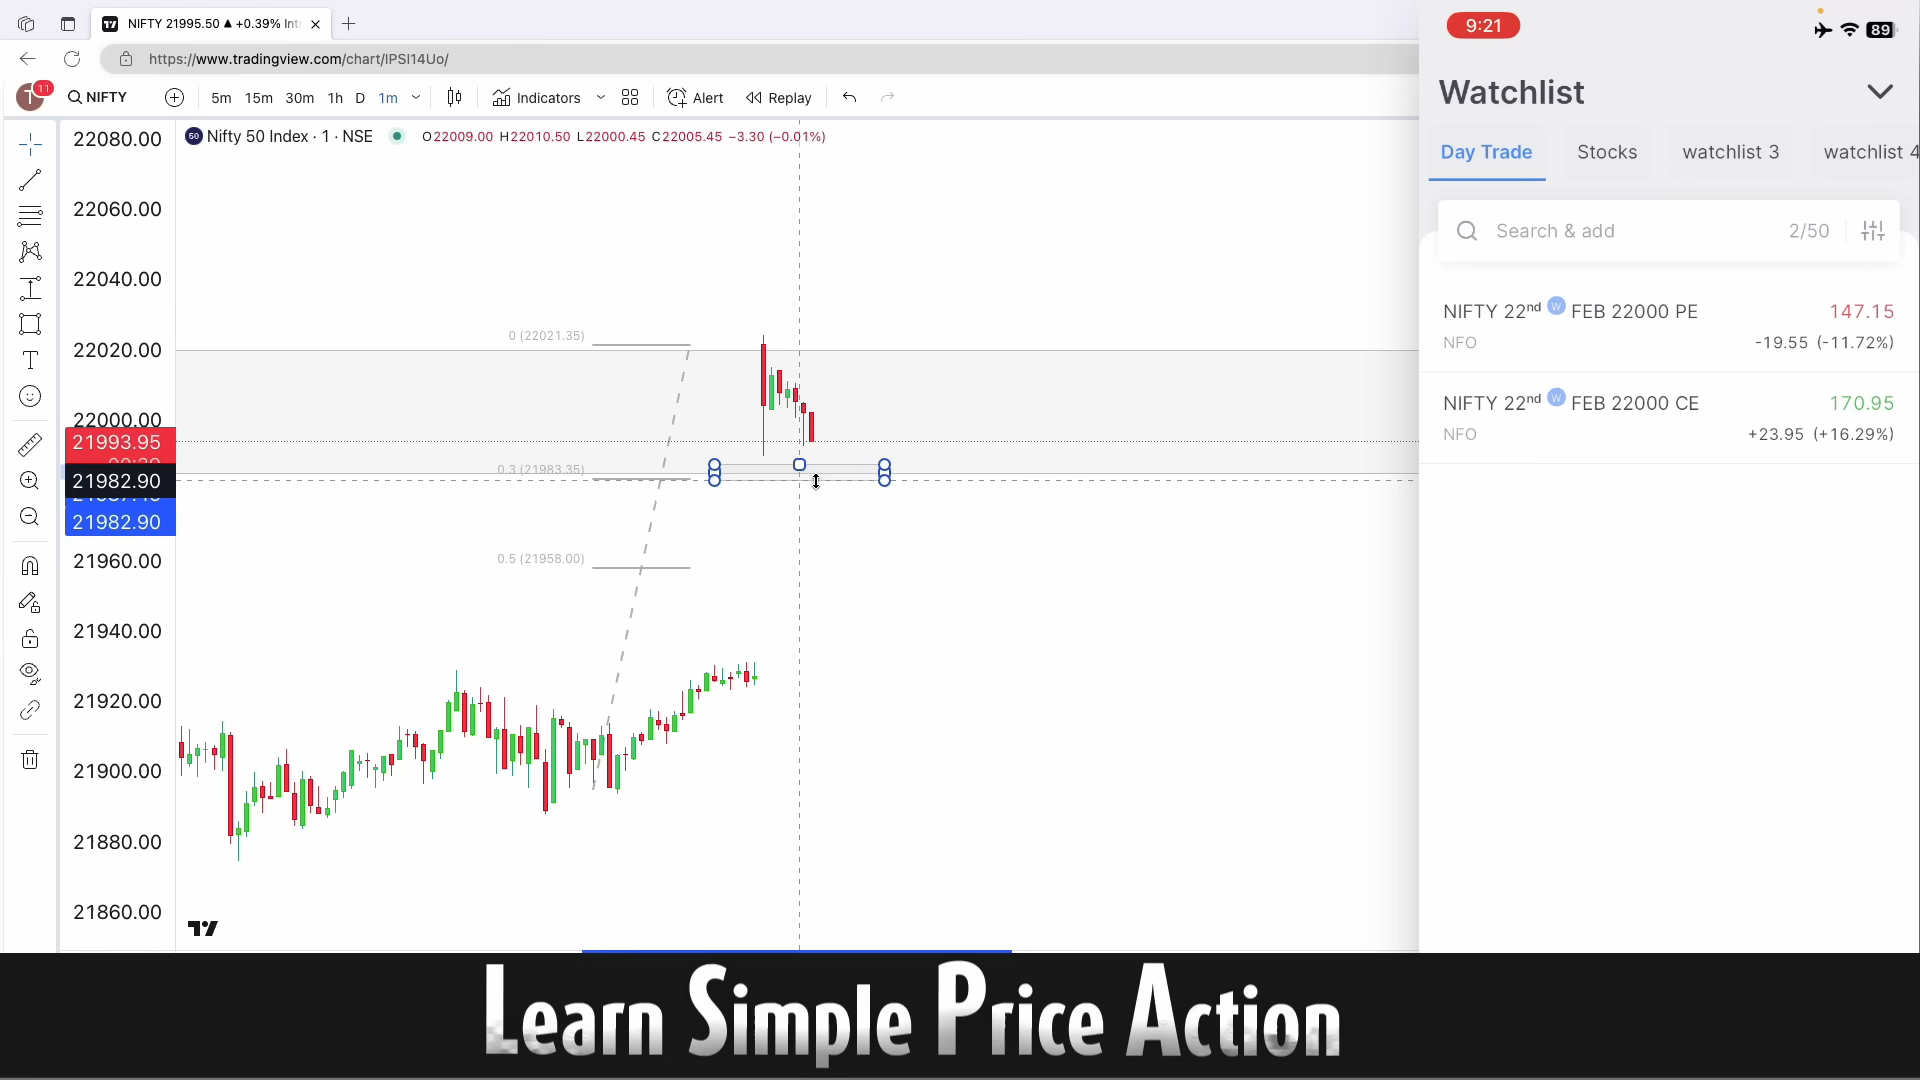 NIFTY 21995.50 ▲ +0.39% Int
https://www.tradingview.com/chart/IPSI14Uo/
T 11 NIFTY 5m 15m 30m 1h D 1m Indicators Alert Replay
50 Nifty 50 Index · 1 · NSE O22009.00 H22010.50 L22000.45 C22005.45 −3.30 (−0.01%)
22080.00
22060.00
22040.00
22020.00
22000.00
21993.95
21982.90
21982.90
21960.00
21940.00
21920.00
21900.00
21880.00
21860.00
0 (22021.35)
0.3 (21983.35)
0.5 (21958.00)
9:21 89
Watchlist
Day Trade Stocks watchlist 3 watchlist 4
Search & add 2/50
NIFTY 22nd W FEB 22000 PE 147.15
NFO -19.55 (-11.72%)
NIFTY 22nd W FEB 22000 CE 170.95
NFO +23.95 (+16.29%)
Learn Simple Price Action